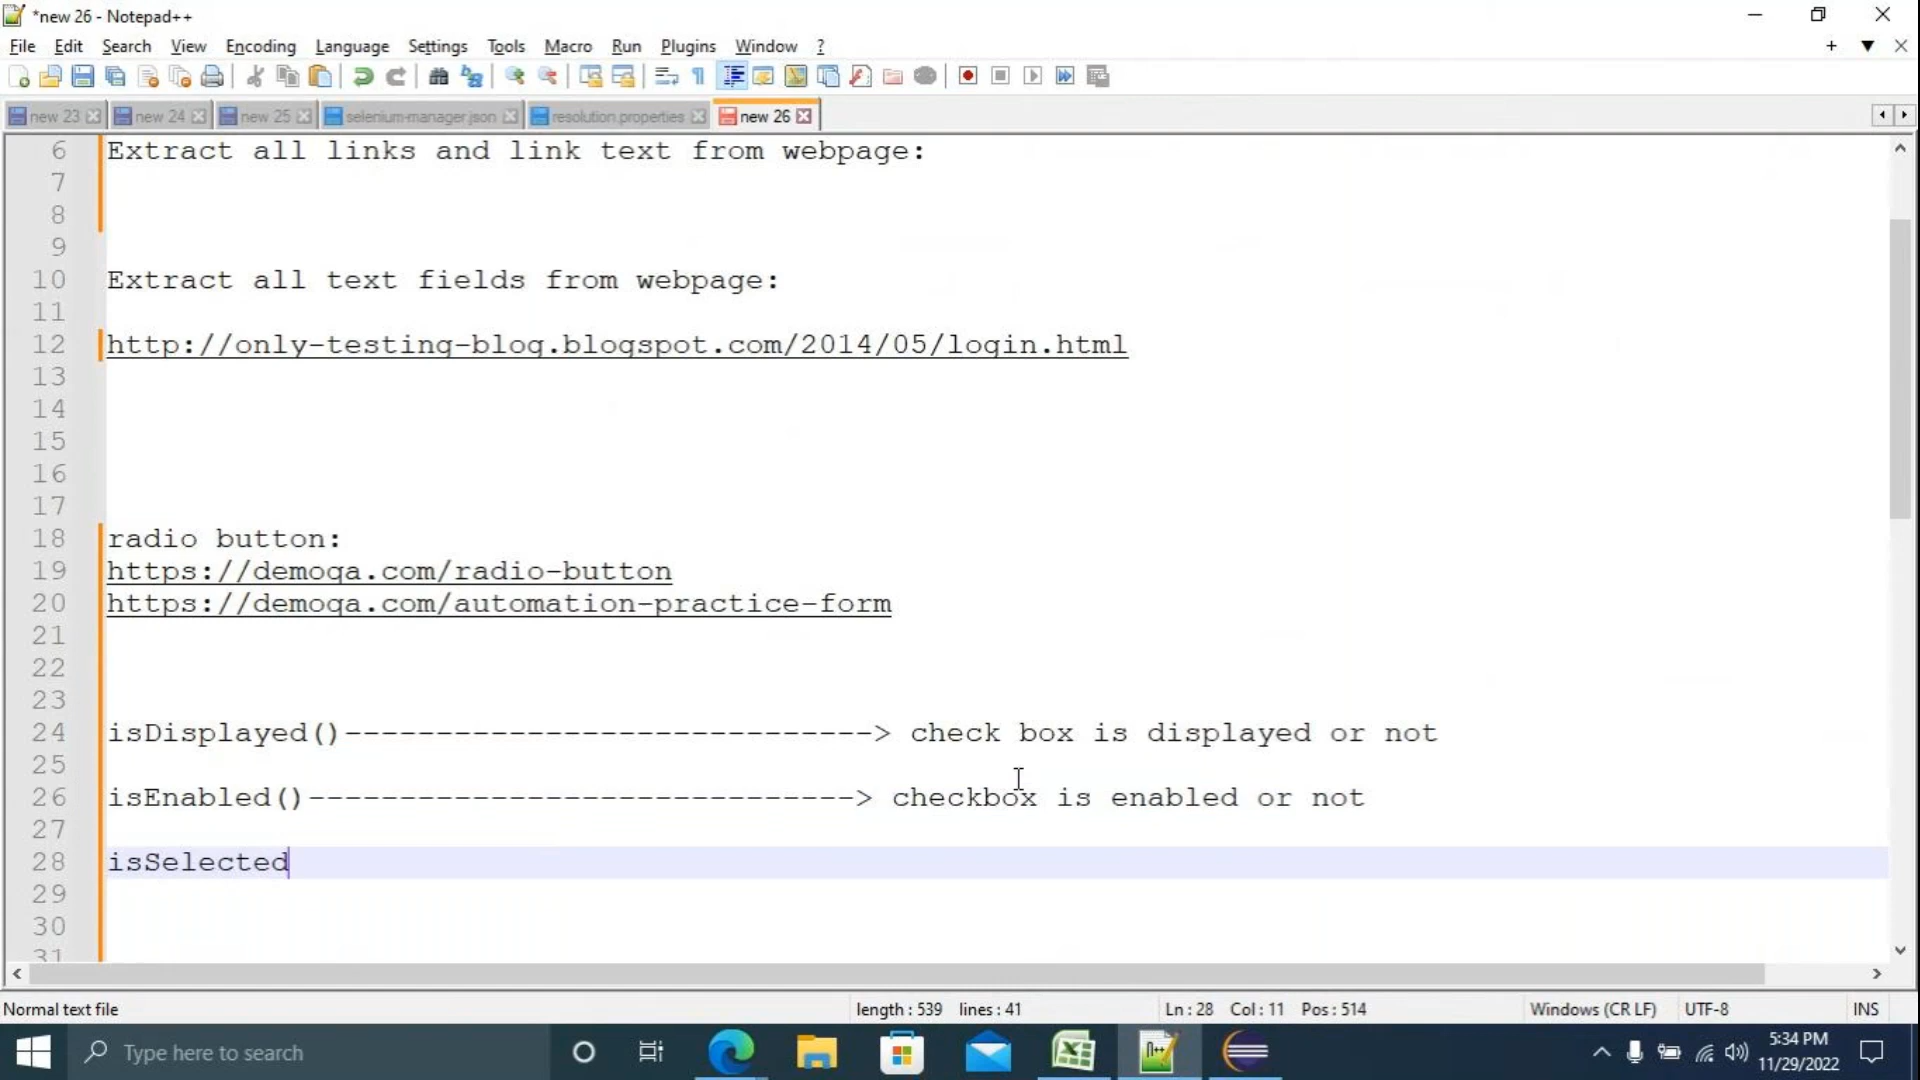 *new 26 - Notepad++
File Edit Search View Encoding Language Settings Tools Macro Run Plugins Window ?
new 23 new 24 new 25 selenium-manager.json resolution.properties new 26
6 Extract all links and link text from webpage:
7
8
9
10 Extract all text fields from webpage:
11
12 http://only-testing-blog.blogspot.com/2014/05/login.html
13
14
15
16
17
18 radio button:
19 https://demoqa.com/radio-button
20 https://demoqa.com/automation-practice-form
21
22
23
24 isDisplayed()-----------------------------> check box is displayed or not
25
26 isEnabled()------------------------------> checkbox is enabled or not
27
28 isSelected
29
30
31
Normal text file length : 539 lines : 41 Ln : 28 Col : 11 Pos : 514 Windows (CR LF) UTF-8 INS
Type here to search
5:34 PM
11/29/2022